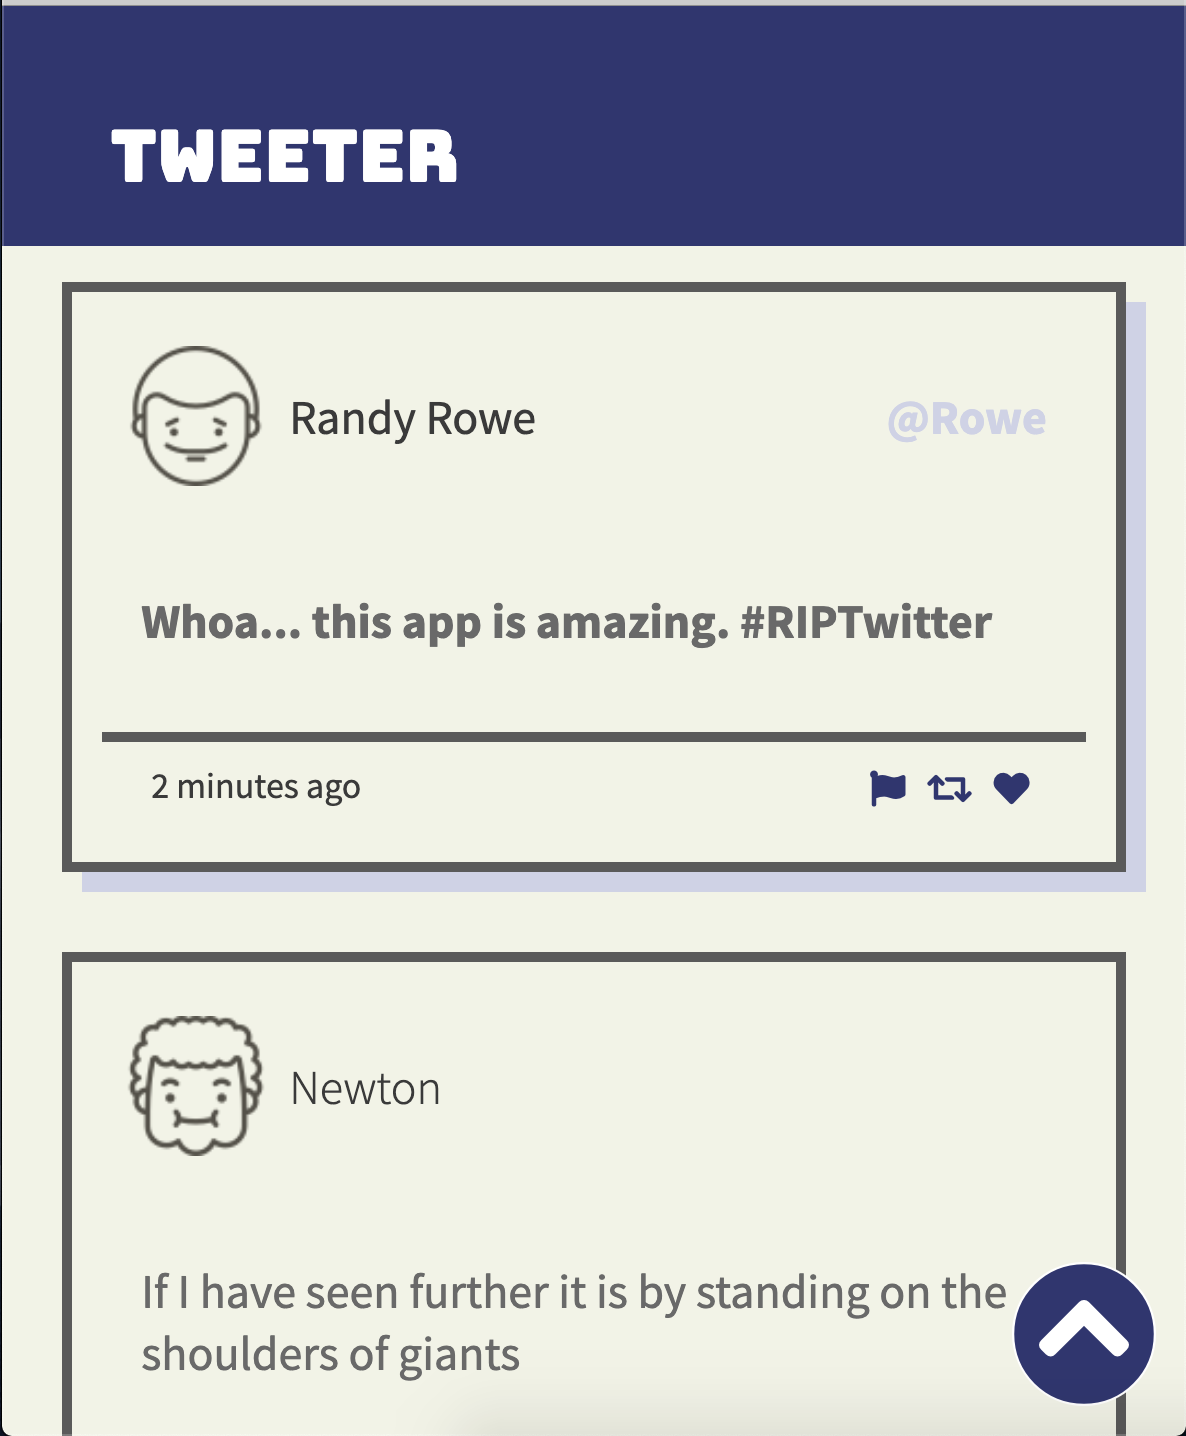 TWEETER
Randy Rowe
@Rowe
Whoa... this app is amazing. #RIPTwitter
2 minutes ago
Newton
If I have seen further it is by standing on the
shoulders of giants